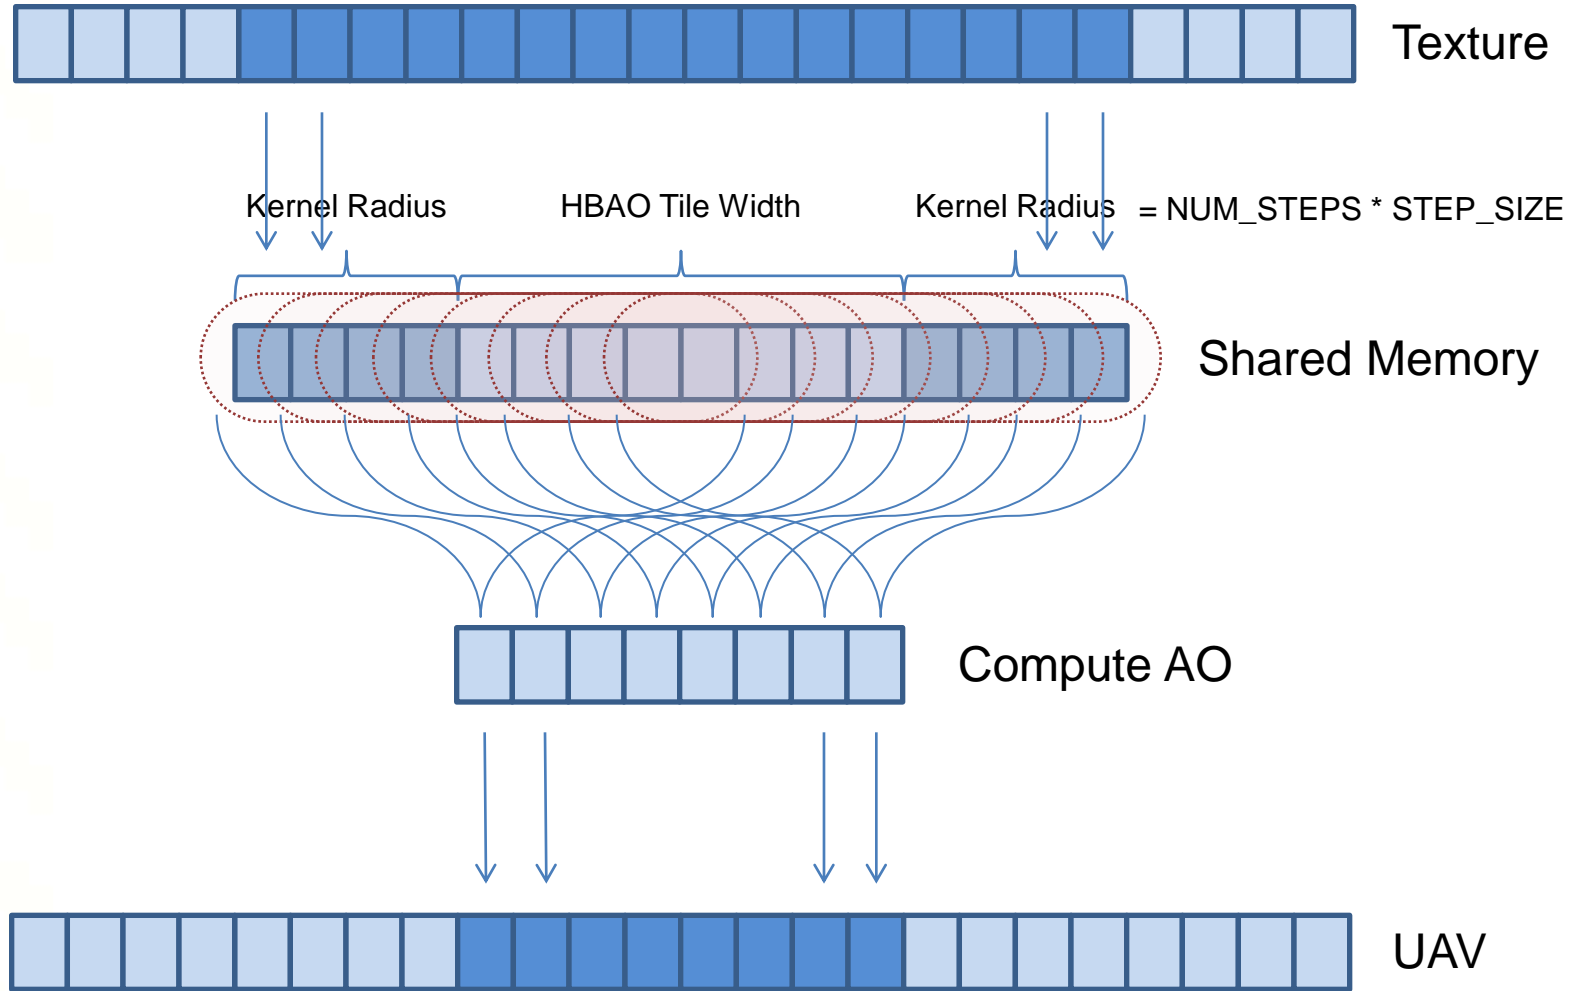 Texture
Kernel Radius
HBAO Tile Width
Kernel Radius = NUM_STEPS * STEP_SIZE
Shared Memory
Compute AO
UAV